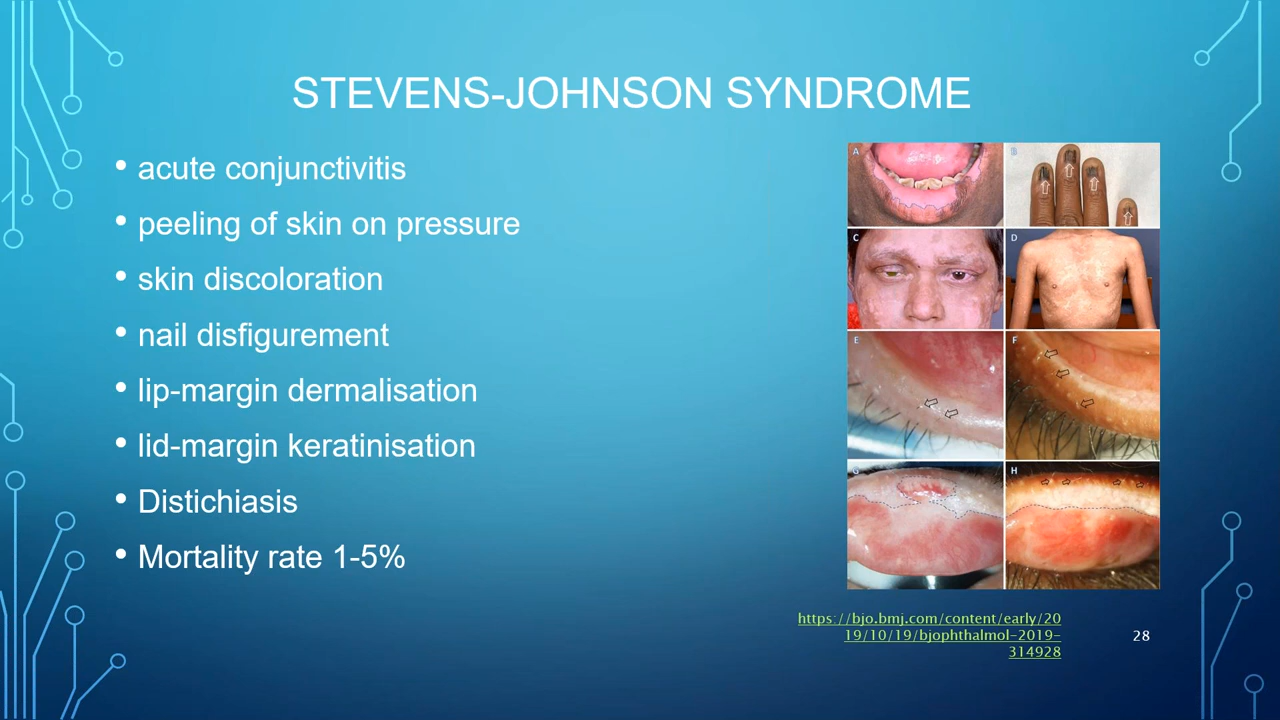 STEVENS-JOHNSON SYNDROME
• acute conjunctivitis
• peeling of skin on pressure
• skin discoloration
• nail disfigurement
• lip-margin dermalisation
• lid-margin keratinisation
• Distichiasis
• Mortality rate 1-5%
A
B
C
D
E
F
G
H
https://bjo.bmj.com/content/early/20
19/10/19/bjophthalmol-2019-
314928
28